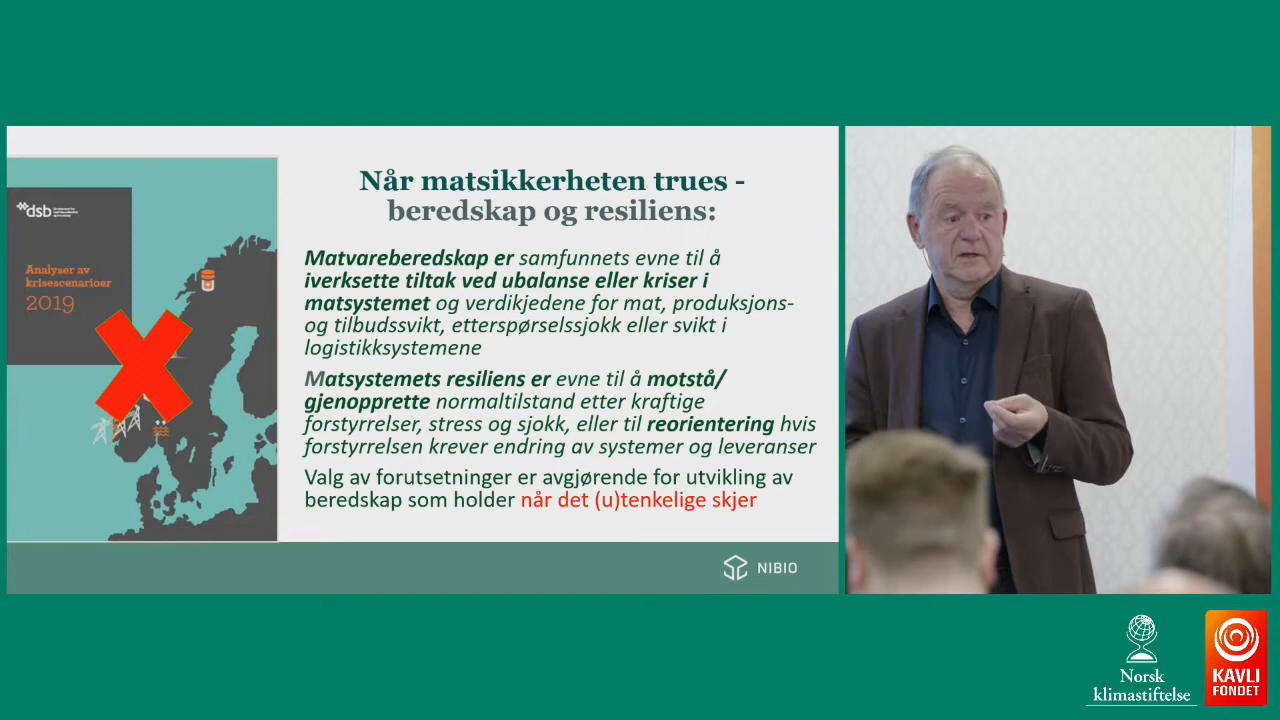 Når matsikkerheten trues -
beredskap og resiliens:
dsb
Analyser av
krisescenarioer
2019
Matvareberedskap er samfunnets evne til å
iverksette tiltak ved ubalanse eller kriser i
matsystemet og verdikjedene for mat, produksjons-
og tilbudssvikt, etterspørselssjokk eller svikt i
logistikksystemene
Matsystemets resiliens er evne til å motstå/
gjenopprette normaltilstand etter kraftige
forstyrrelser, stress og sjokk, eller til reorientering hvis
forstyrrelsen krever endring av systemer og leveranser
Valg av forutsetninger er avgjørende for utvikling av
beredskap som holder når det (u)tenkelige skjer
NIBIO
Norsk
klimastiftelse
KAVLI
FONDET